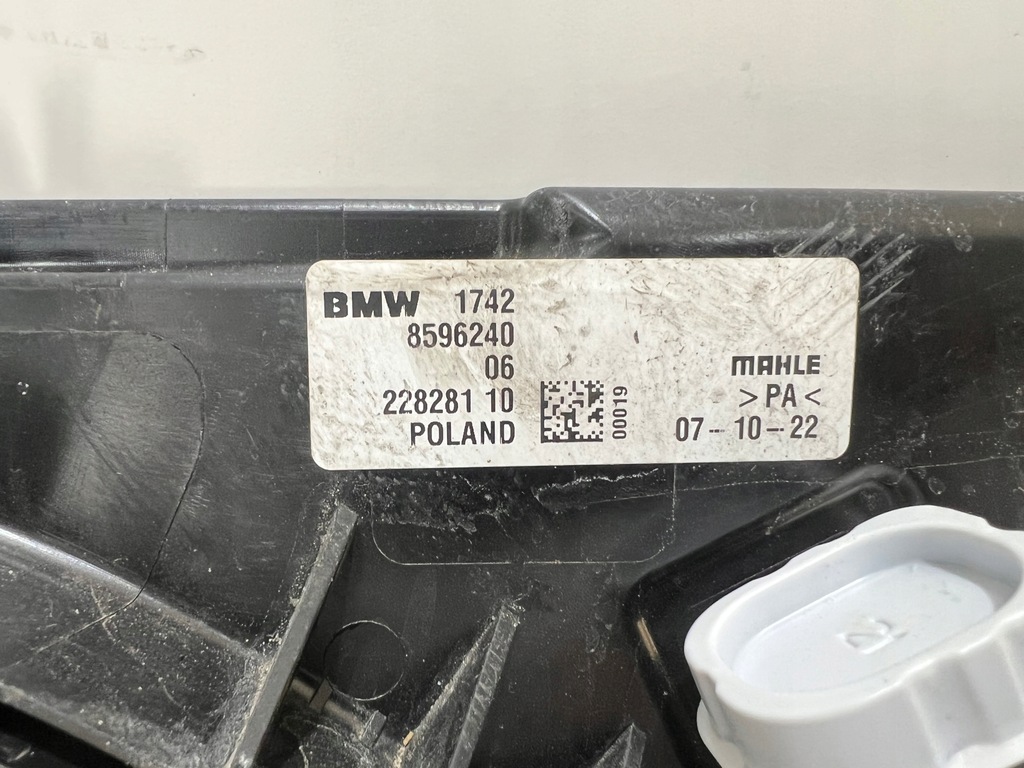 BMW 1742
8596240
06
228281 10
POLAND
00019
MAHLE
>PA<
07-10-22